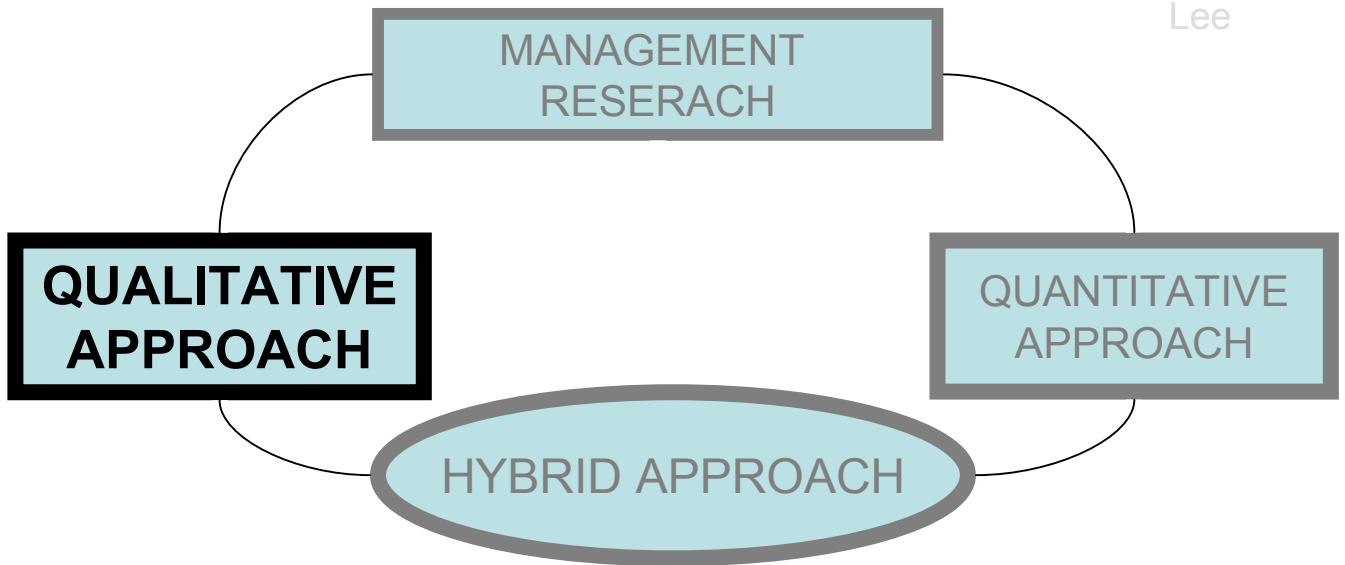 Lee
MANAGEMENT
RESERACH
QUALITATIVE
APPROACH
QUANTITATIVE
APPROACH
HYBRID APPROACH